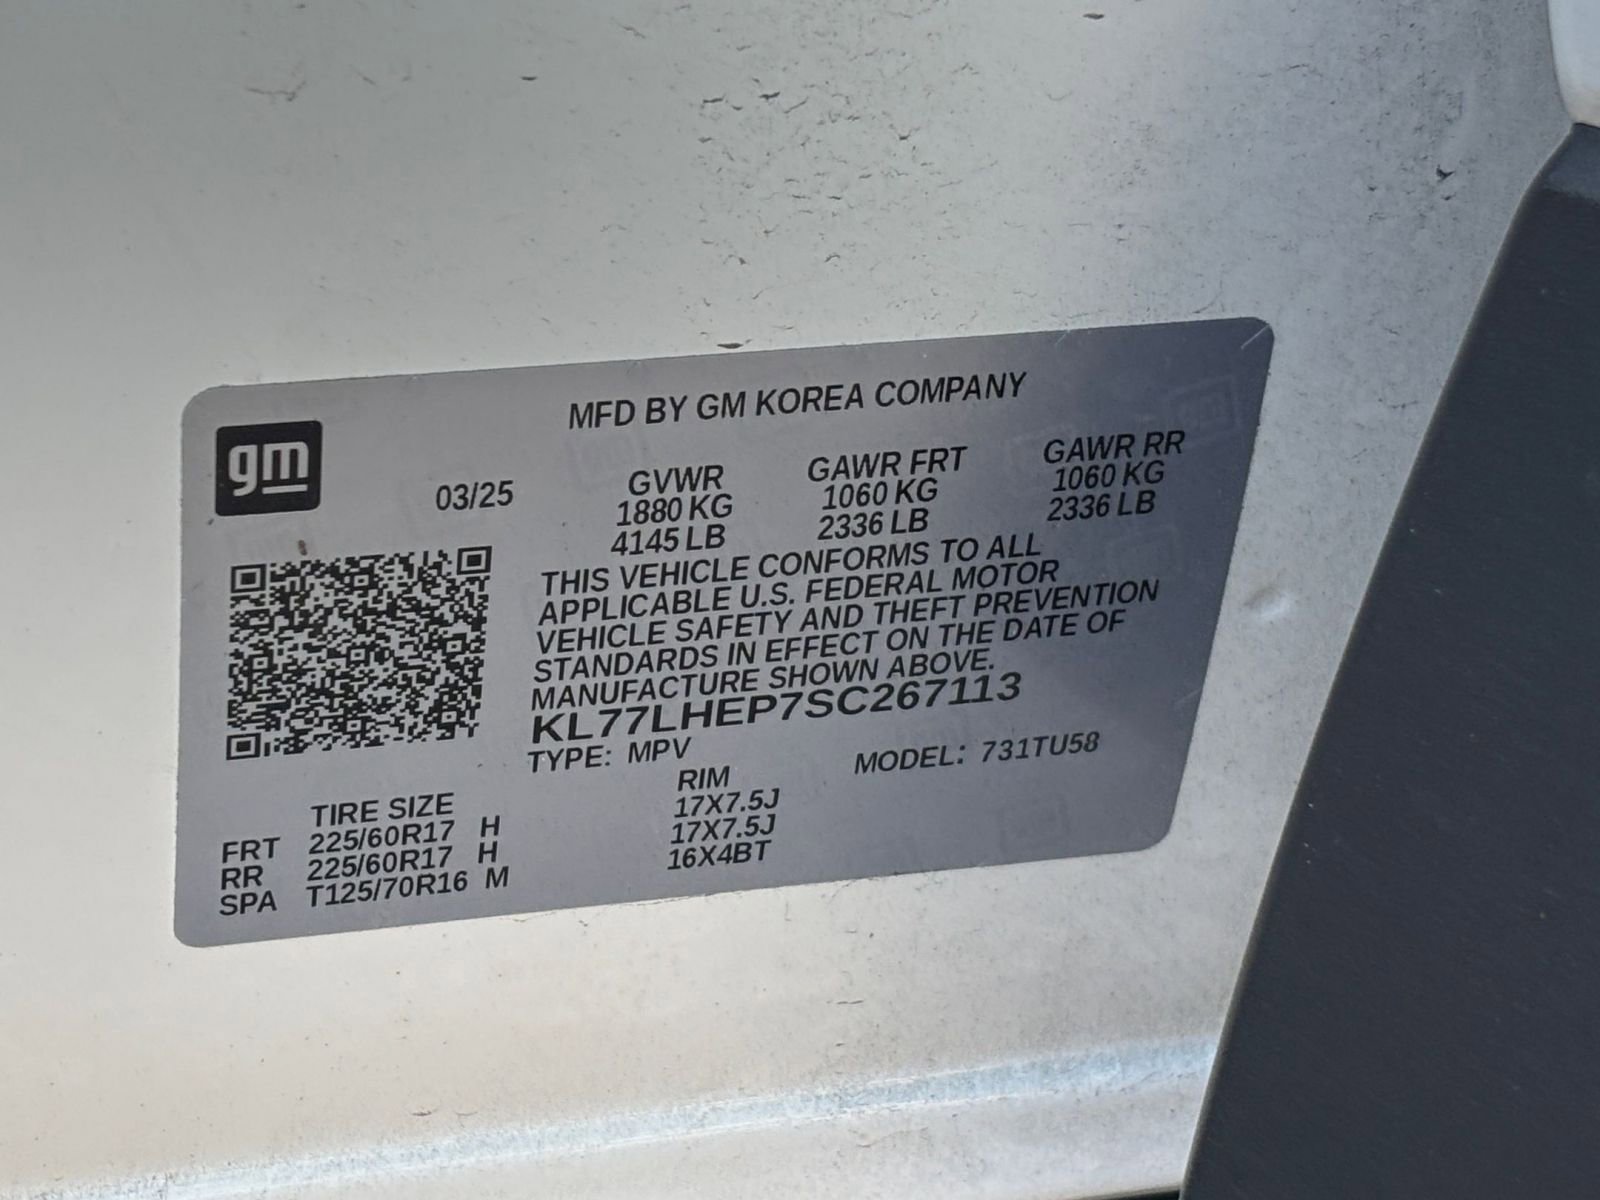 MFD BY GM KOREA COMPANY
gm
03/25
GVWR GAWR FRT GAWR RR
1880 KG 1060 KG 1060 KG
4145 LB 2336 LB 2336 LB
THIS VEHICLE CONFORMS TO ALL
APPLICABLE U.S. FEDERAL MOTOR
VEHICLE SAFETY AND THEFT PREVENTION
STANDARDS IN EFFECT ON THE DATE OF
MANUFACTURE SHOWN ABOVE.
KL77LHEP7SC267113
TYPE: MPV MODEL: 731TU58
TIRE SIZE RIM
FRT 225/60R17 H 17X7.5J
RR 225/60R17 H 17X7.5J
SPA T125/70R16 M 16X4BT